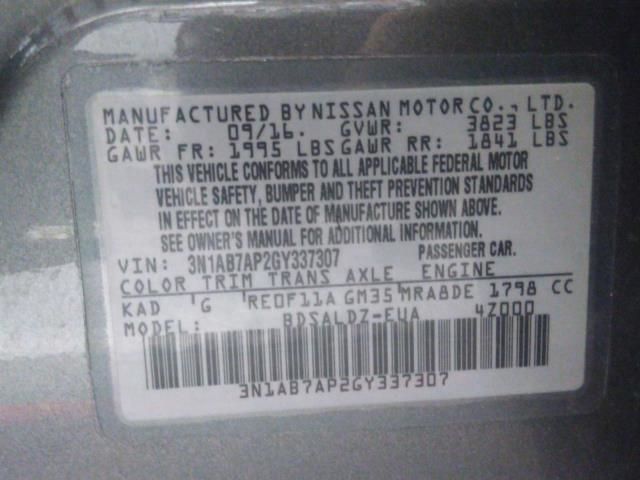 MANUFACTURED BY NISSAN MOTOR CO., LTD.
DATE: 09/16. GVWR: 3823 LBS
GAWR FR: 1995 LBS GAWR RR: 1841 LBS
THIS VEHICLE CONFORMS TO ALL APPLICABLE FEDERAL MOTOR
VEHICLE SAFETY, BUMPER AND THEFT PREVENTION STANDARDS
IN EFFECT ON THE DATE OF MANUFACTURE SHOWN ABOVE.
SEE OWNER'S MANUAL FOR ADDITIONAL INFORMATION.
VIN: 3N1AB7AP2GY337307 PASSENGER CAR.
COLOR TRIM TRANS AXLE ENGINE
KAD G RE0F11A GM35 MRA8DE 1798 CC
MODEL: BDSALDZ-EUA 4Z000
3N1AB7AP2GY337307